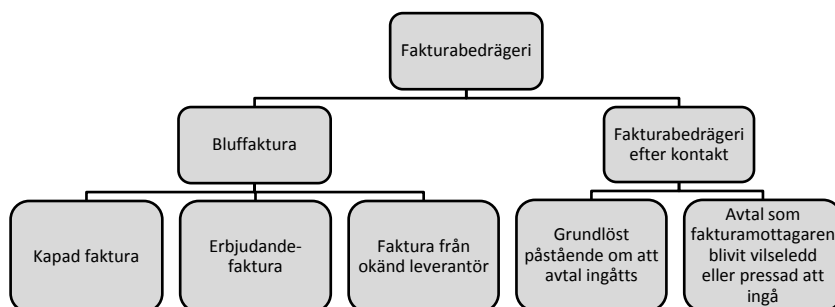 Fakturabedrägeri
Bluffaktura
Fakturabedrägeri
efter kontakt
Kapad faktura
Erbjudande-
faktura
Faktura från
okänd leverantör
Grundlöst
påstående om att
avtal ingåtts
Avtal som
fakturamottagaren
blivit vilseledd
eller pressad att
ingå